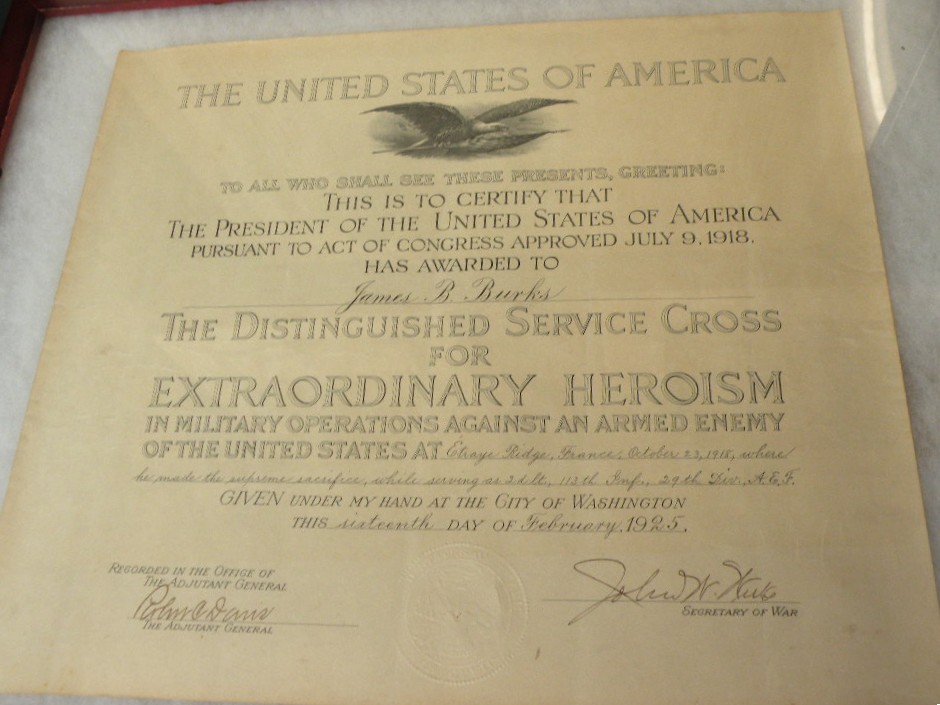 THE UNITED STATES OF AMERICA
TO ALL WHO SHALL SEE THESE PRESENTS, GREETING:
THIS IS TO CERTIFY THAT
THE PRESIDENT OF THE UNITED STATES OF AMERICA
PURSUANT TO ACT OF CONGRESS APPROVED JULY 9, 1918,
HAS AWARDED TO
James B. Burks
THE DISTINGUISHED SERVICE CROSS
FOR
EXTRAORDINARY HEROISM
IN MILITARY OPERATIONS AGAINST AN ARMED ENEMY
OF THE UNITED STATES AT Etraye Ridge, France, October 23, 1918, where
he made the supreme sacrifice, while serving as 2d Lt., 113th Inf., 29th Div., A.E.F.
GIVEN UNDER MY HAND AT THE CITY OF WASHINGTON
THIS sixteenth DAY OF February, 1925.
RECORDED IN THE OFFICE OF
THE ADJUTANT GENERAL
Robert C. Davis
THE ADJUTANT GENERAL
John W. Weeks
SECRETARY OF WAR